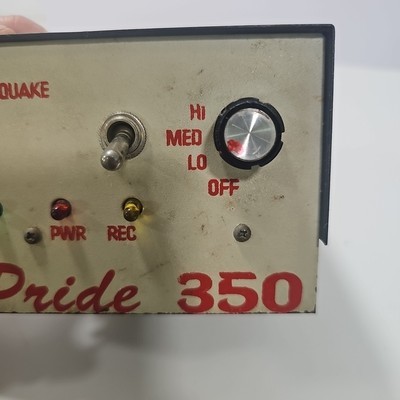 QUAKE
Hi
MED
LO
OFF
PWR REC
Pride 350